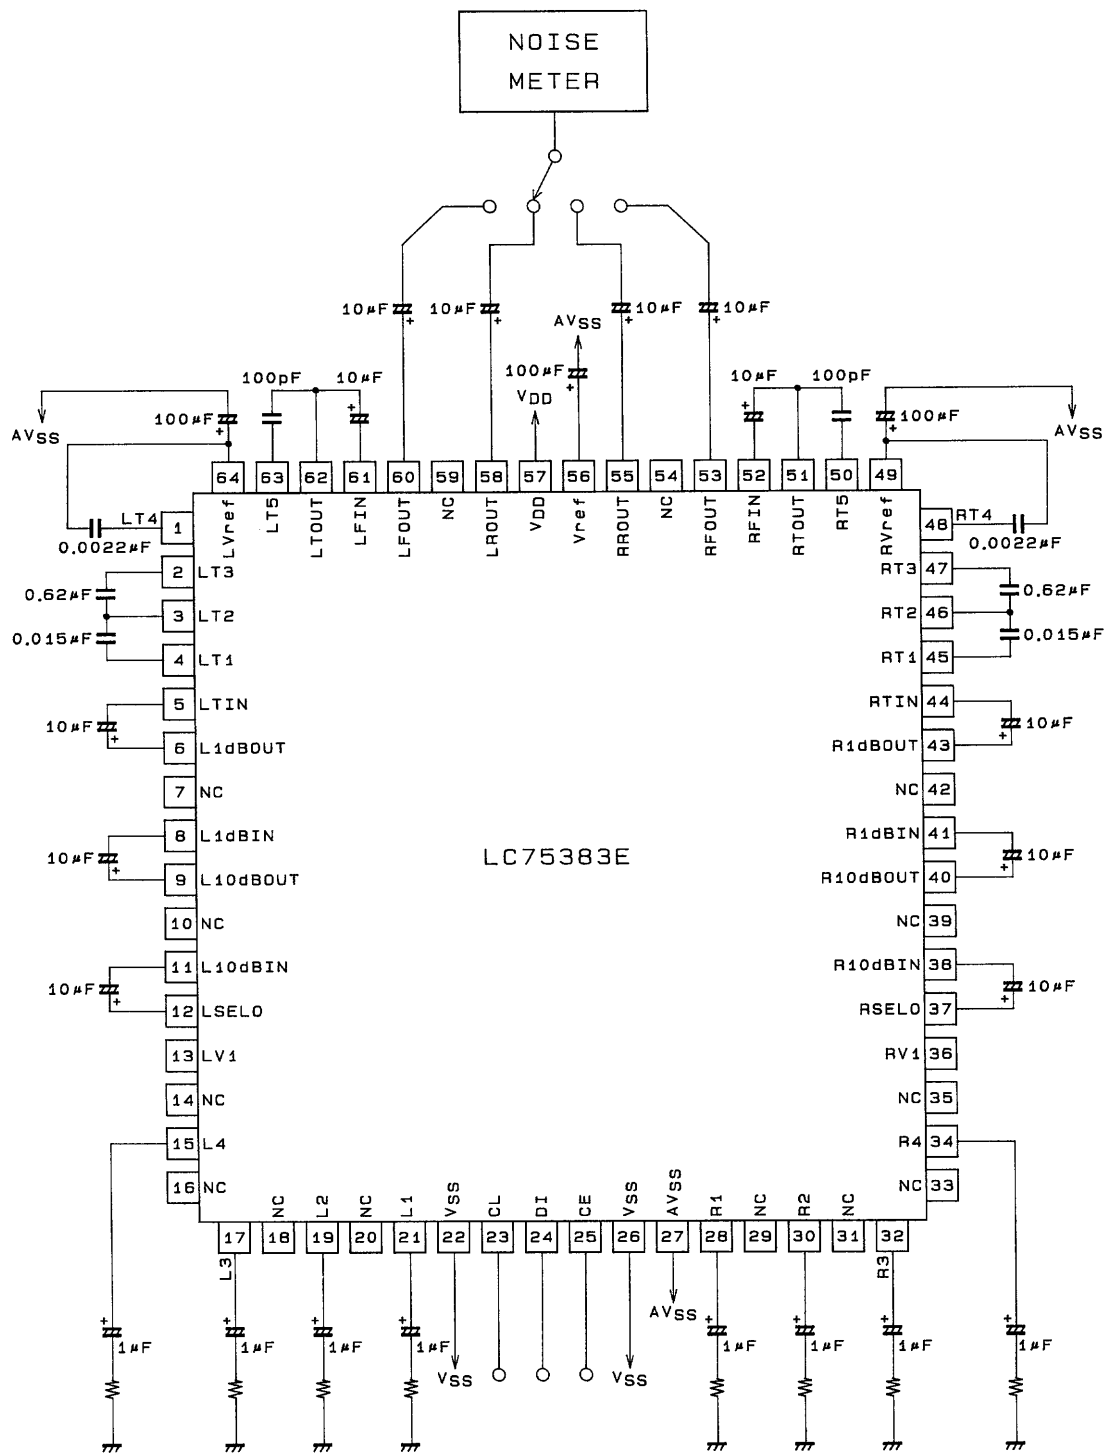 NOISE
METER
10μF
10μF
10μF
10μF
AVSS
100μF
VDD
100pF
10μF
10μF
100pF
100μF
AVSS
100μF
AVSS
64
63
62
61
60
59
58
57
56
55
54
53
52
51
50
49
LVref
LT5
LTOUT
LFIN
LFOUT
NC
LROUT
VDD
Vref
RROUT
NC
RFOUT
RFIN
RTOUT
RT5
RVref
LT4
1
0.0022μF
2
LT3
0.62μF
3
LT2
0.015μF
4
LT1
5
LTIN
10μF
6
L1dBOUT
7
NC
8
L1dBIN
10μF
9
L10dBOUT
10
NC
11
L10dBIN
10μF
12
LSELO
13
LV1
14
NC
15
L4
16
NC
LC75383E
48
RT4
0.0022μF
RT3
47
0.62μF
RT2
46
0.015μF
RT1
45
RTIN
44
10μF
R1dBOUT
43
NC
42
R1dBIN
41
10μF
R10dBOUT
40
NC
39
R10dBIN
38
10μF
RSELO
37
RV1
36
NC
35
R4
34
NC
33
NC
L2
NC
L1
VSS
CL
DI
CE
VSS
AVSS
R1
NC
R2
NC
17
18
19
20
21
22
23
24
25
26
27
28
29
30
31
32
L3
R3
AVSS
1μF
1μF
1μF
1μF
VSS
VSS
1μF
1μF
1μF
1μF